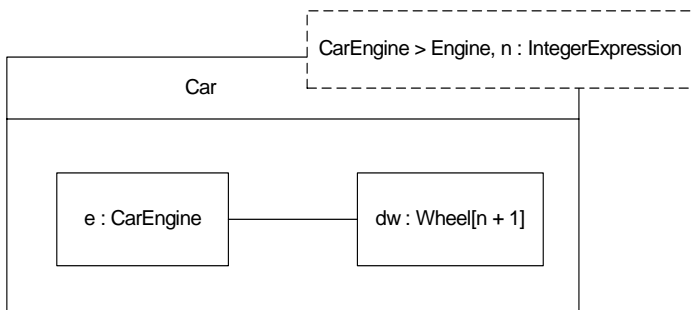 CarEngine > Engine, n : IntegerExpression
Car
e : CarEngine
dw : Wheel[n + 1]